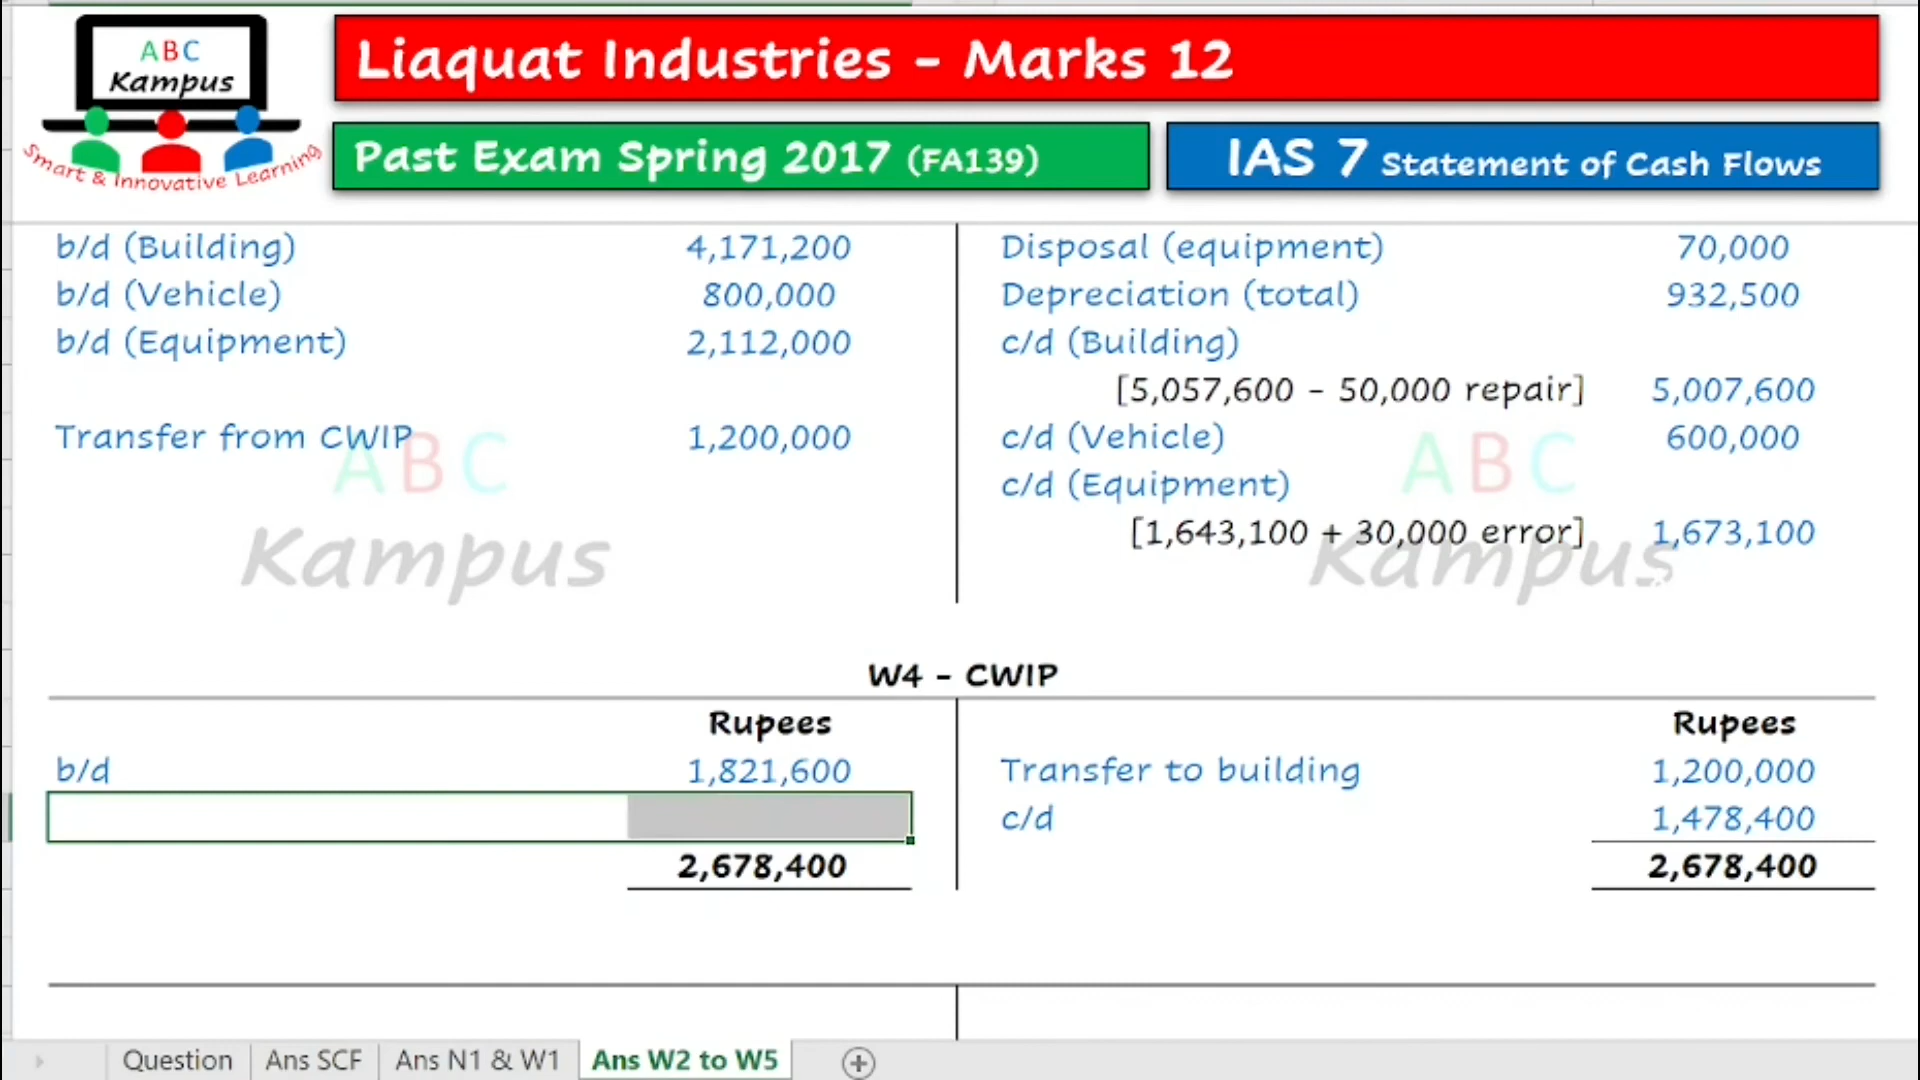 ABC
Kampus
Smart & Innovative Learning
Liaquat Industries - Marks 12
Past Exam Spring 2017 (FA139)
IAS 7 Statement of Cash Flows
b/d (Building) 4,171,200 Disposal (equipment) 70,000
b/d (Vehicle) 800,000 Depreciation (total) 932,500
b/d (Equipment) 2,112,000 c/d (Building)
[5,057,600 - 50,000 repair] 5,007,600
Transfer from CWIP 1,200,000 c/d (Vehicle) 600,000
c/d (Equipment)
[1,643,100 + 30,000 error] 1,673,100
ABC
Kampus
ABC
Kampus
W4 - CWIP
Rupees Rupees
b/d 1,821,600 Transfer to building 1,200,000
c/d 1,478,400
2,678,400 2,678,400
Question Ans SCF Ans N1 & W1 Ans W2 to W5